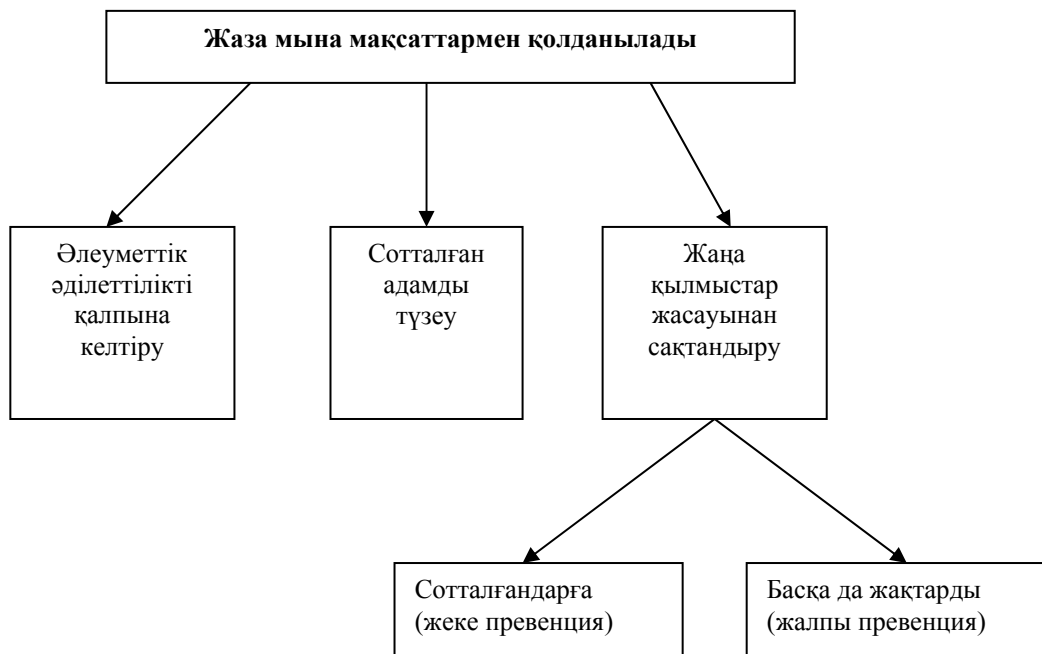 Жаза мына мақсаттармен қолданылады
Әлеуметтік
әділеттілікті
қалпына
келтіру
Сотталған
адамды
түзеу
Жаңа
қылмыстар
жасауынан
сақтандыру
Сотталғандарға
(жеке превенция)
Басқа да жақтарды
(жалпы превенция)